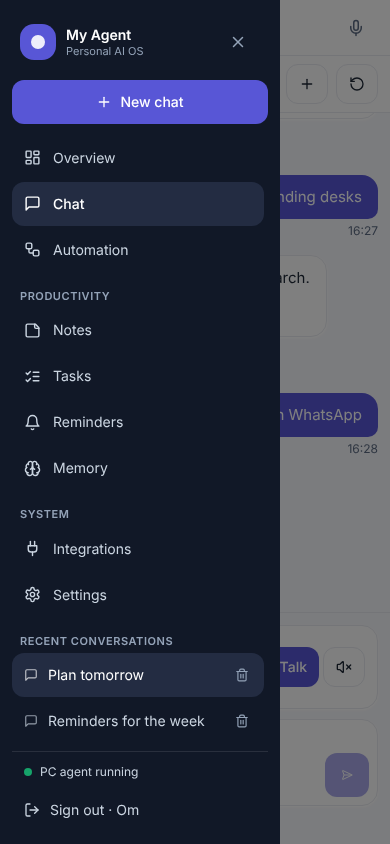 My Agent
Personal AI OS
New chat
Overview
Chat
Automation
PRODUCTIVITY
Notes
Tasks
Reminders
Memory
SYSTEM
Integrations
Settings
RECENT CONVERSATIONS
Plan tomorrow
Reminders for the week
PC agent running
Sign out · Om
desks
16:27
WhatsApp
16:28
Talk